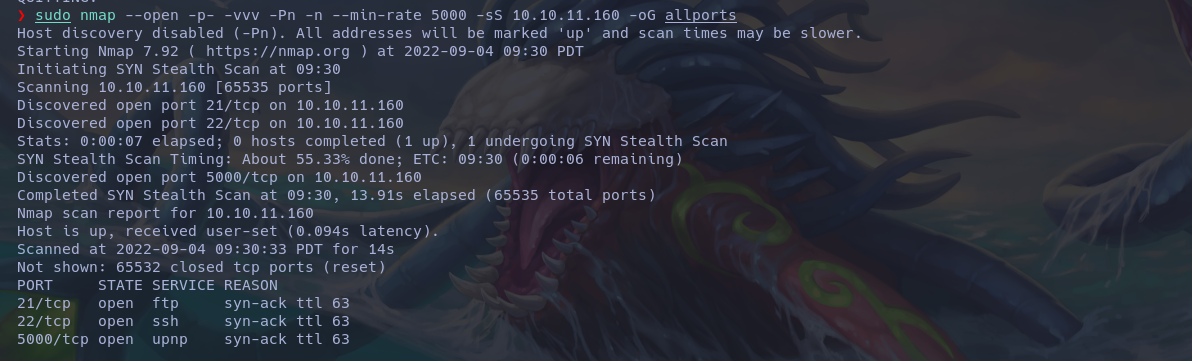 ❯ sudo nmap --open -p- -vvv -Pn -n --min-rate 5000 -sS 10.10.11.160 -oG allports
Host discovery disabled (-Pn). All addresses will be marked 'up' and scan times may be slower.
Starting Nmap 7.92 ( https://nmap.org ) at 2022-09-04 09:30 PDT
Initiating SYN Stealth Scan at 09:30
Scanning 10.10.11.160 [65535 ports]
Discovered open port 21/tcp on 10.10.11.160
Discovered open port 22/tcp on 10.10.11.160
Stats: 0:00:07 elapsed; 0 hosts completed (1 up), 1 undergoing SYN Stealth Scan
SYN Stealth Scan Timing: About 55.33% done; ETC: 09:30 (0:00:06 remaining)
Discovered open port 5000/tcp on 10.10.11.160
Completed SYN Stealth Scan at 09:30, 13.91s elapsed (65535 total ports)
Nmap scan report for 10.10.11.160
Host is up, received user-set (0.094s latency).
Scanned at 2022-09-04 09:30:33 PDT for 14s
Not shown: 65532 closed tcp ports (reset)
PORT     STATE SERVICE REASON
21/tcp   open  ftp     syn-ack ttl 63
22/tcp   open  ssh     syn-ack ttl 63
5000/tcp open  upnp    syn-ack ttl 63